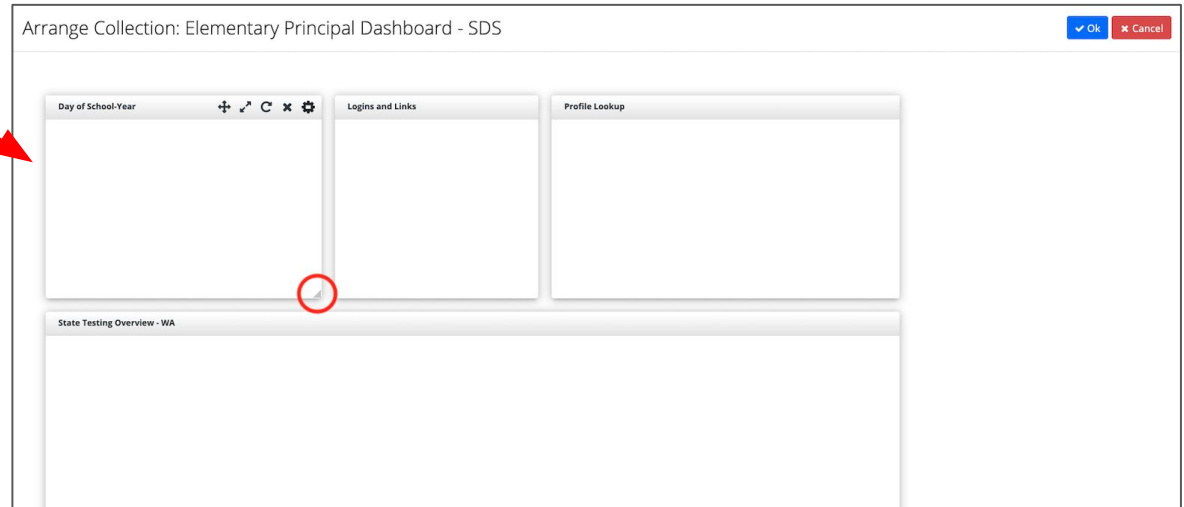 Arrange Collection: Elementary Principal Dashboard - SDS
Ok
Cancel
Day of School-Year
Logins and Links
Profile Lookup
State Testing Overview - WA